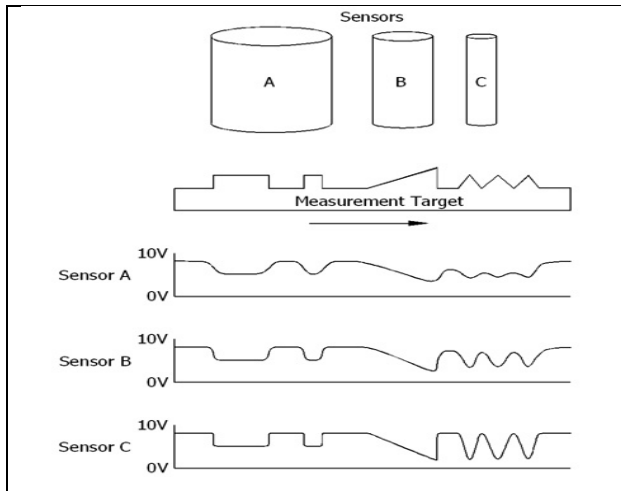 Sensors
A B C
Measurement Target
10V
Sensor A
0V
10V
Sensor B
0V
10V
Sensor C
0V